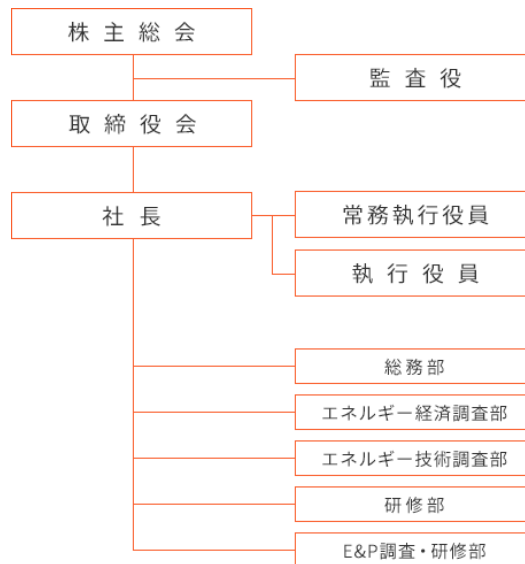 株主総会
監査役
取締役会
社長
常務執行役員
執行役員
総務部
エネルギー経済調査部
エネルギー技術調査部
研修部
E&P調査・研修部